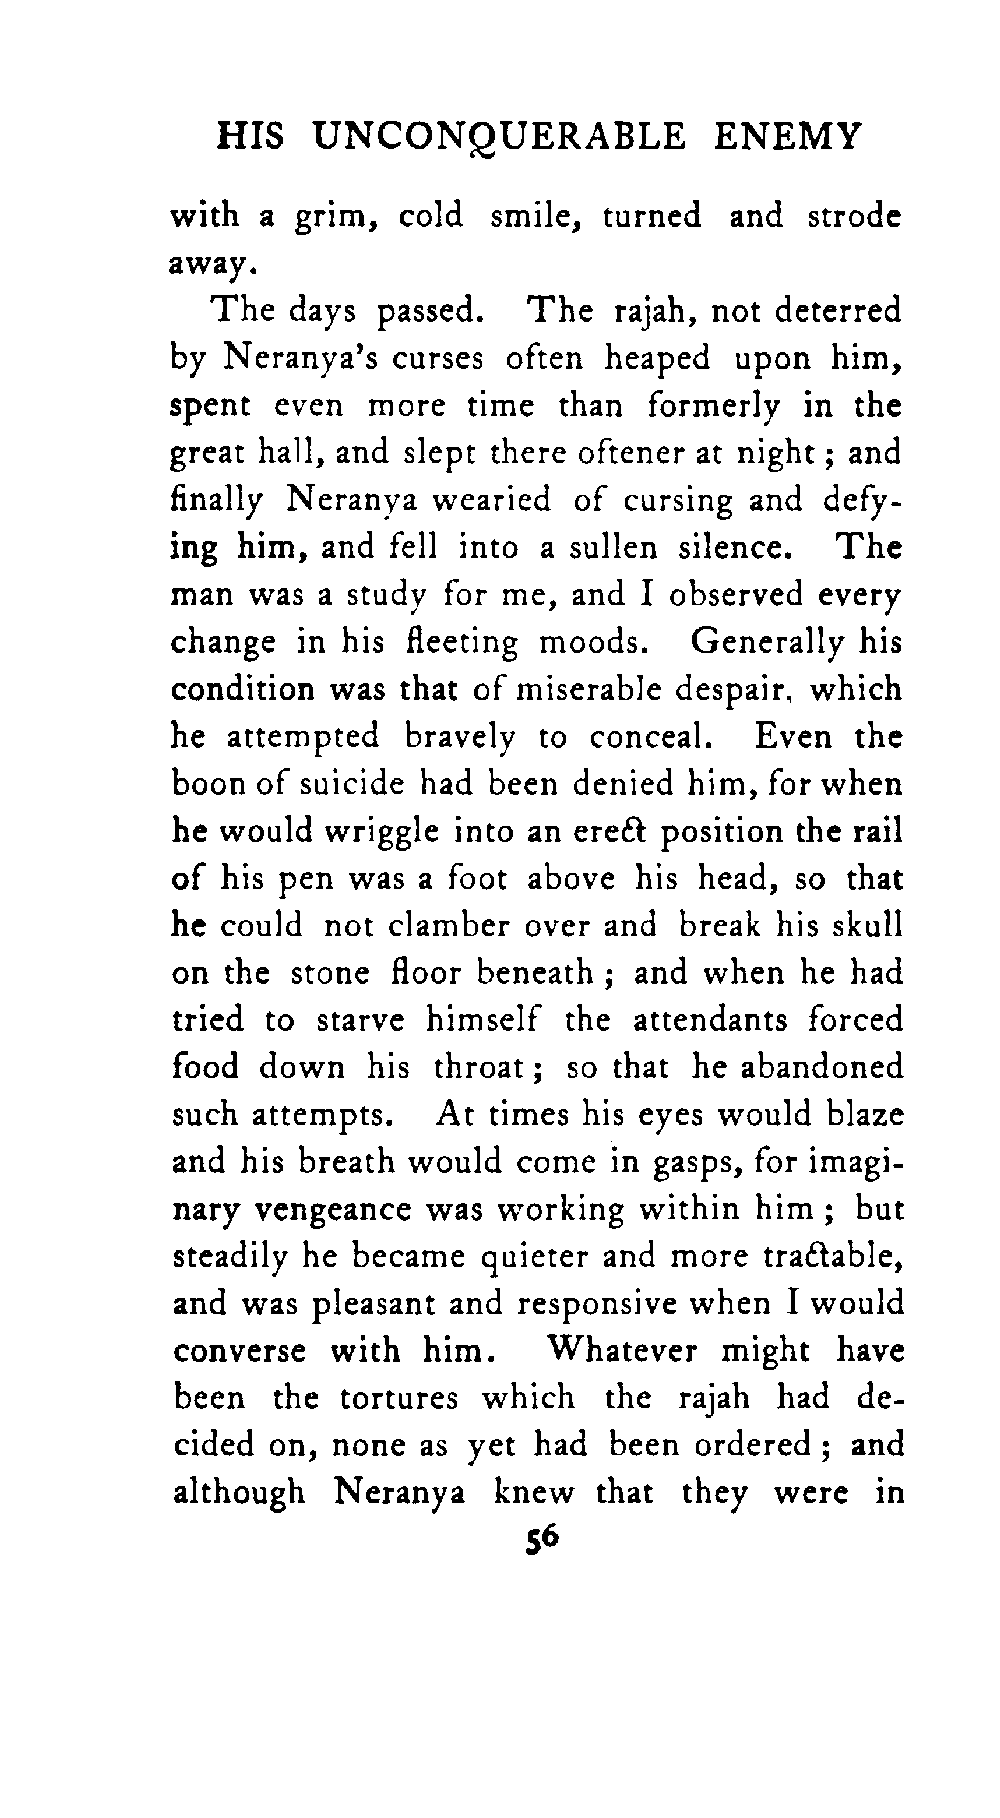 HIS UNCONQUERABLE ENEMY
with a grim, cold smile, turned and strode
away.
The days passed. The rajah, not deterred
by Neranya's curses often heaped upon him,
spent even more time than formerly in the
great hall, and slept there oftener at night ; and
finally Neranya wearied of cursing and defy-
ing him, and fell into a sullen silence. The
man was a study for me, and I observed every
change in his fleeting moods. Generally his
condition was that of miserable despair, which
he attempted bravely to conceal. Even the
boon of suicide had been denied him, for when
he would wriggle into an erect position the rail
of his pen was a foot above his head, so that
he could not clamber over and break his skull
on the stone floor beneath ; and when he had
tried to starve himself the attendants forced
food down his throat ; so that he abandoned
such attempts. At times his eyes would blaze
and his breath would come in gasps, for imagi-
nary vengeance was working within him ; but
steadily he became quieter and more tractable,
and was pleasant and responsive when I would
converse with him. Whatever might have
been the tortures which the rajah had de-
cided on, none as yet had been ordered ; and
although Neranya knew that they were in
56